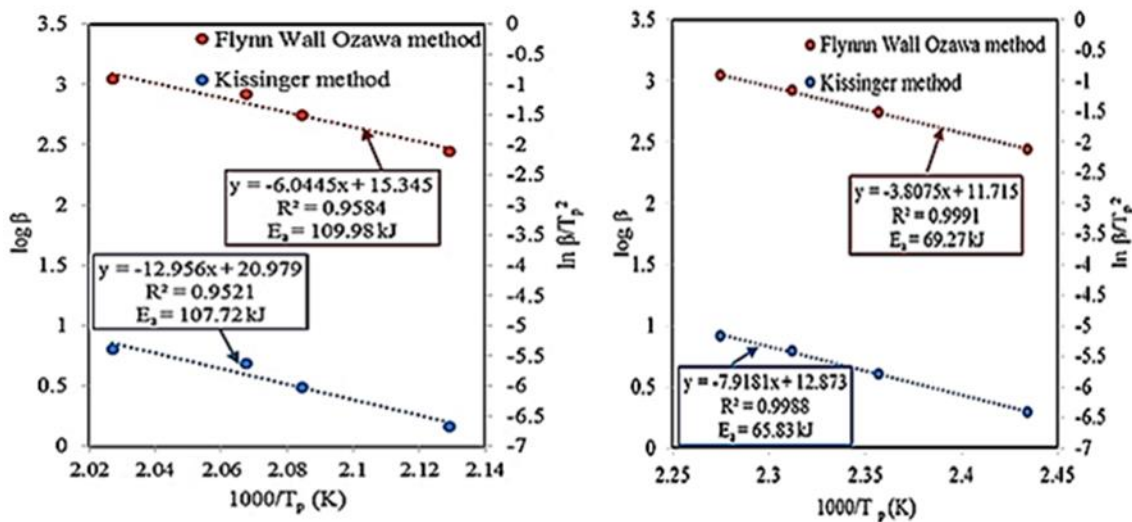 3.5
3
2.5
2
1.5
1
0.5
0
log β
Flynn Wall Ozawa method
Kissinger method
y = -6.0445x + 15.345
R² = 0.9584
Eₐ = 109.98 kJ
y = -12.956x + 20.979
R² = 0.9521
Eₐ = 107.72 kJ
0
-0.5
-1
-1.5
-2
-2.5
-3
-3.5
-4
-4.5
-5
-5.5
-6
-6.5
-7
ln β/Tₚ²
2.02 2.04 2.06 2.08 2.1 2.12 2.14
1000/Tₚ (K)
3.5
3
2.5
2
1.5
1
0.5
0
log β
Flynnn Wall Ozawa method
Kissinger method
y = -3.8075x + 11.715
R² = 0.9991
Eₐ = 69.27 kJ
y = -7.9181x + 12.873
R² = 0.9988
Eₐ = 65.83 kJ
0
-0.5
-1
-1.5
-2
-2.5
-3
-3.5
-4
-4.5
-5
-5.5
-6
-6.5
-7
ln β/Tₚ²
2.25 2.3 2.35 2.4 2.45
1000/Tₚ (K)